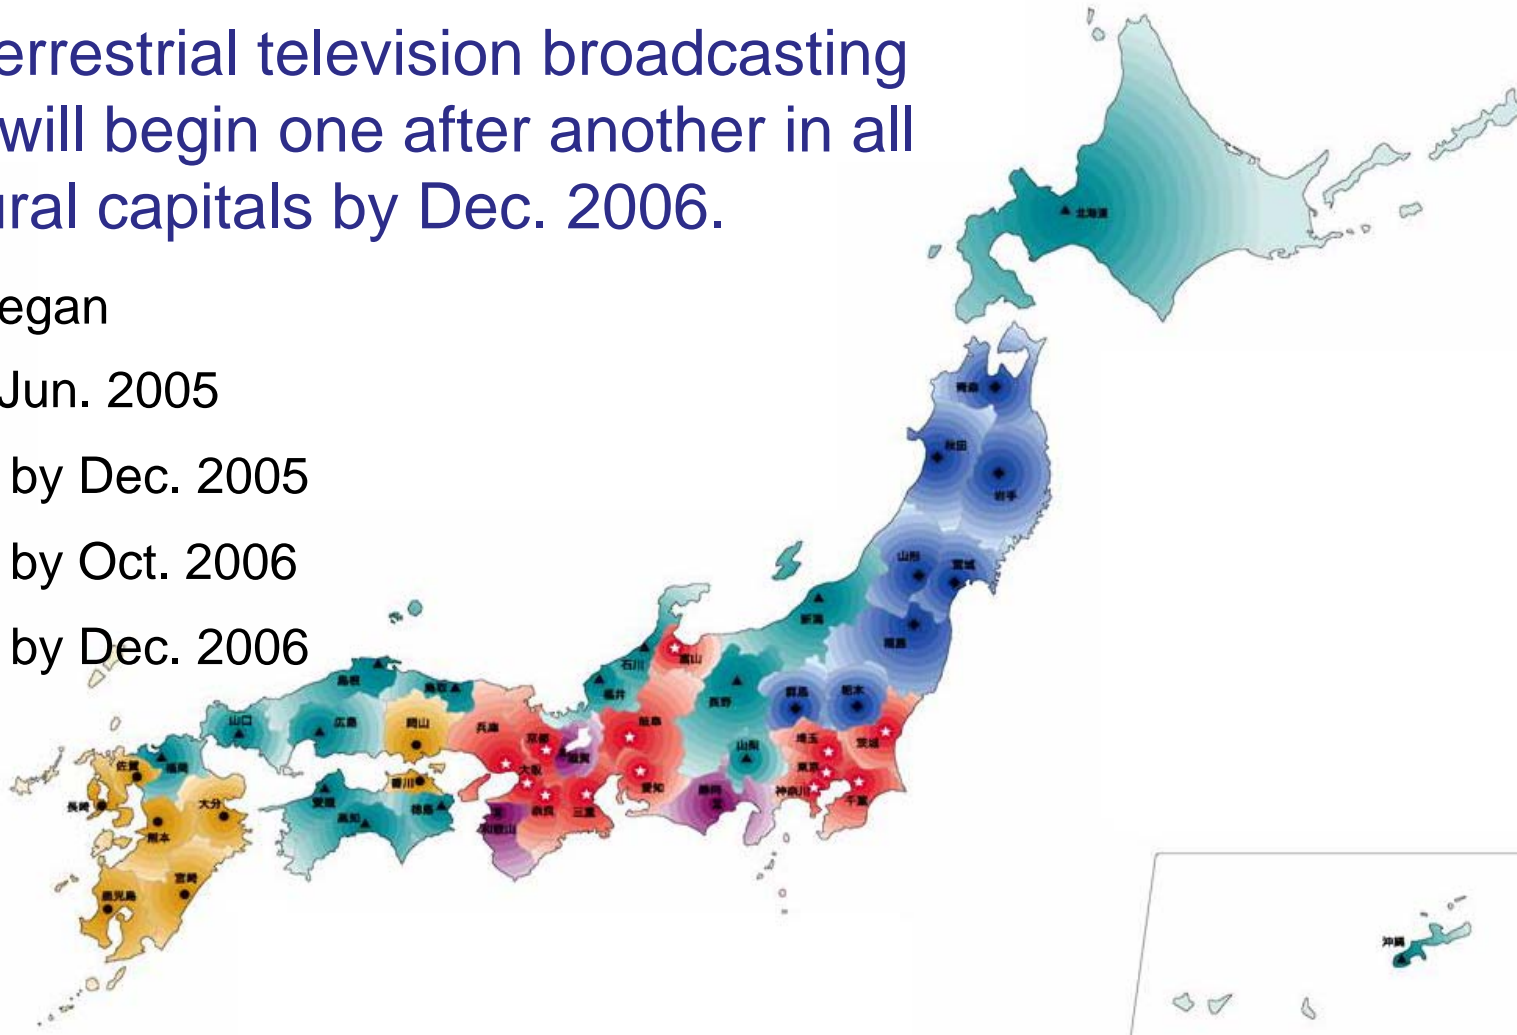 errestrial television broadcasting
will begin one after another in all
ural capitals by Dec. 2006.
egan
Jun. 2005
by Dec. 2005
by Oct. 2006
by Dec. 2006
北海道
青森
秋田
岩手
山形
宮城
福島
新潟
石川
富山
福井
長野
群馬
栃木
山梨
埼玉
茨城
東京
神奈川
千葉
静岡
岐阜
愛知
三重
滋賀
京都
兵庫
大阪
奈良
和歌山
鳥取
島根
岡山
広島
山口
香川
徳島
愛媛
高知
福岡
佐賀
長崎
大分
熊本
宮崎
鹿児島
沖縄